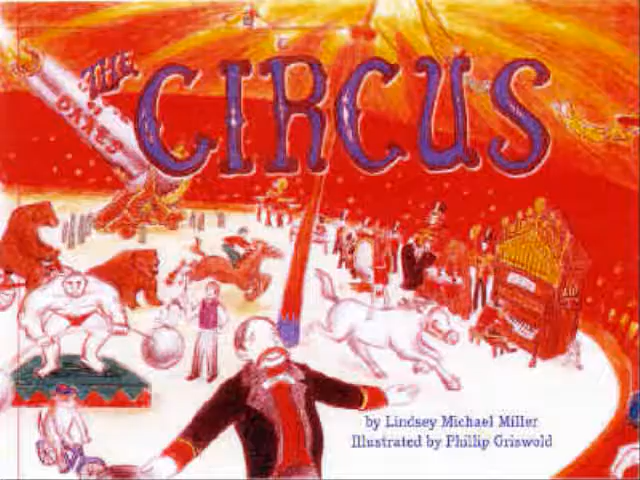 THE
CIRCUS
by Lindsey Michael Miller
Illustrated by Phillip Griswold